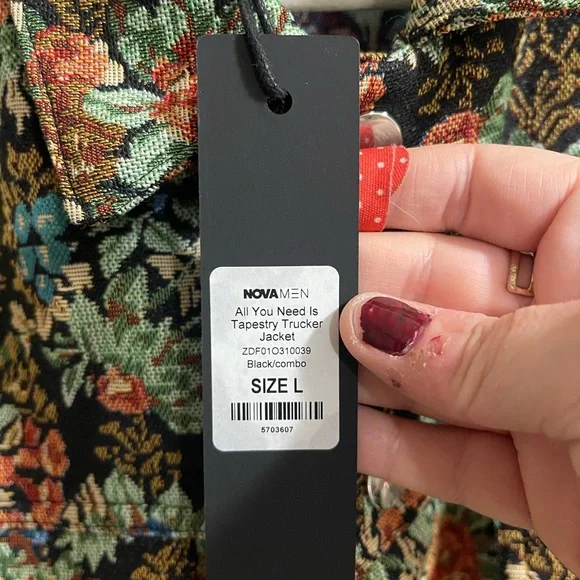 NOVAMEN
All You Need Is
Tapestry Trucker
Jacket
ZDF01O310039
Black/combo
SIZE L
5703607